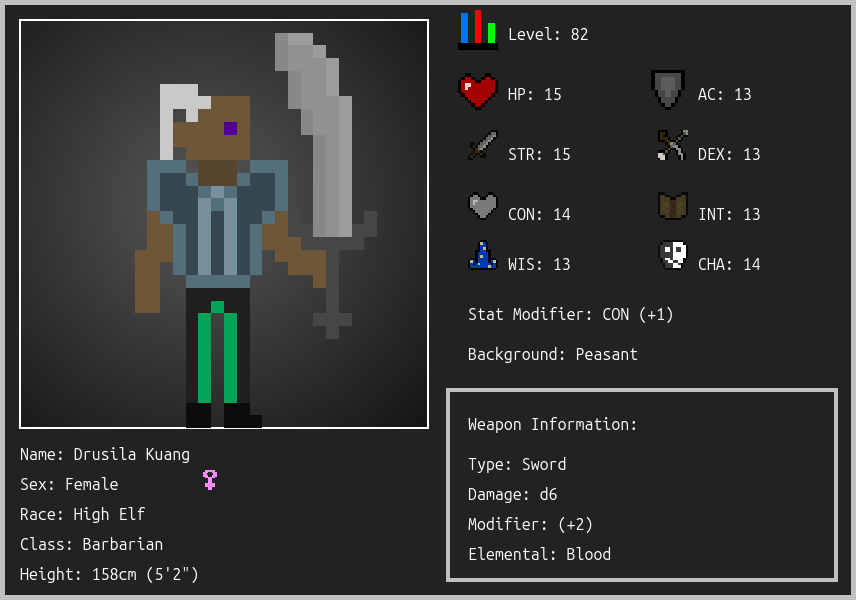 Level: 82
HP: 15
AC: 13
STR: 15
DEX: 13
CON: 14
INT: 13
WIS: 13
CHA: 14
Stat Modifier: CON (+1)
Background: Peasant
Weapon Information:
Type: Sword
Damage: d6
Modifier: (+2)
Elemental: Blood
Name: Drusila Kuang
Sex: Female
Race: High Elf
Class: Barbarian
Height: 158cm (5'2")